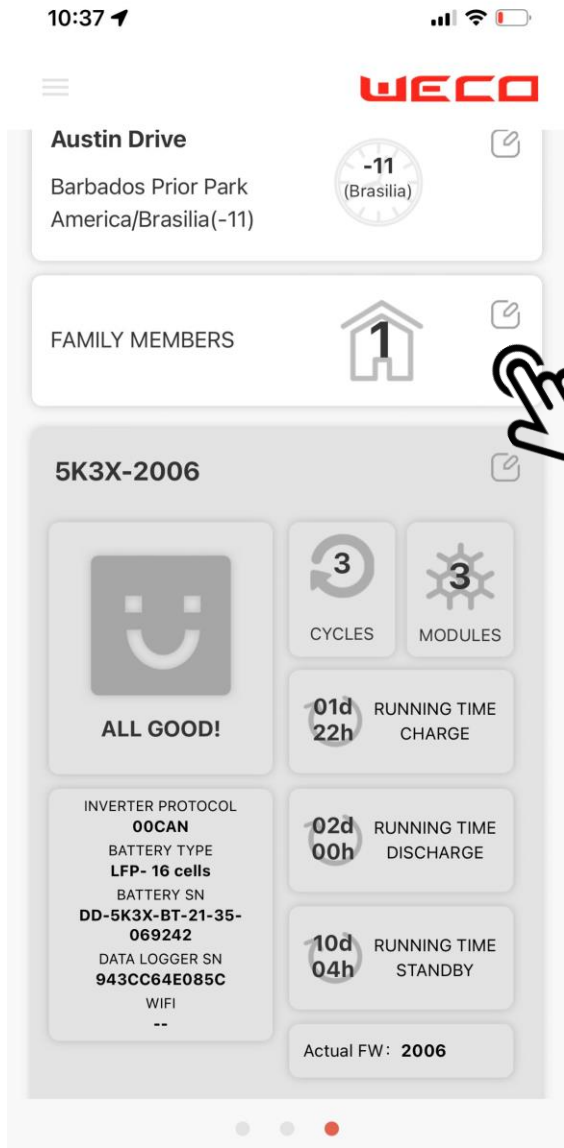 10:37
WECO
Austin Drive
Barbados Prior Park
America/Brasilia(-11)
-11
(Brasilia)
FAMILY MEMBERS
1
5K3X-2006
ALL GOOD!
3
CYCLES
3
MODULES
01d
22h
RUNNING TIME
CHARGE
02d
00h
RUNNING TIME
DISCHARGE
10d
04h
RUNNING TIME
STANDBY
INVERTER PROTOCOL
00CAN
BATTERY TYPE
LFP- 16 cells
BATTERY SN
DD-5K3X-BT-21-35-
069242
DATA LOGGER SN
943CC64E085C
WIFI
--
Actual FW: 2006